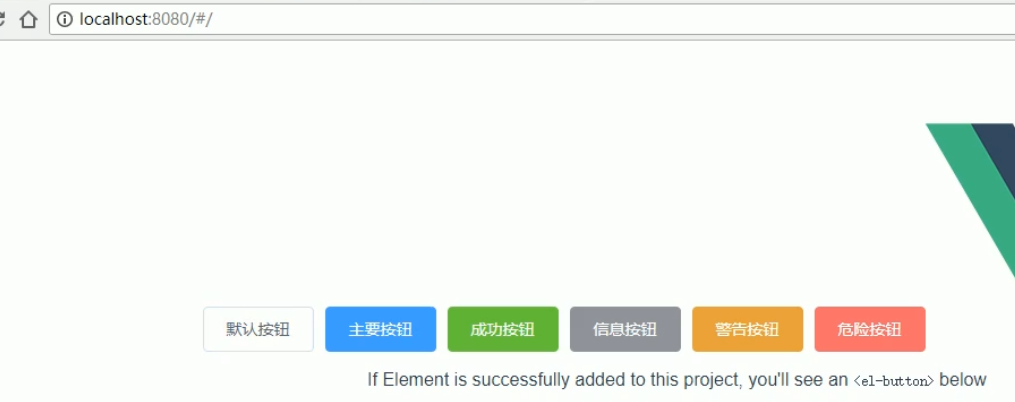 localhost:8080/#/
默认按钮 主要按钮 成功按钮 信息按钮 警告按钮 危险按钮
If Element is successfully added to this project, you'll see an <el-button> below